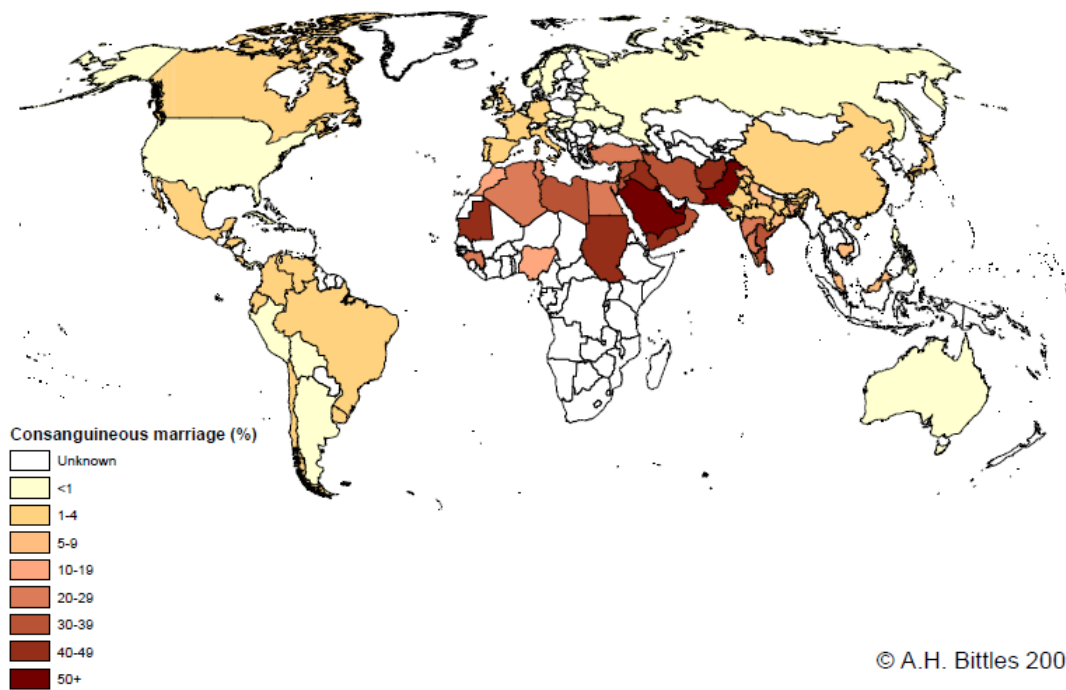 Consanguineous marriage (%)
Unknown
<1
1-4
5-9
10-19
20-29
30-39
40-49
50+
© A.H. Bittles 200